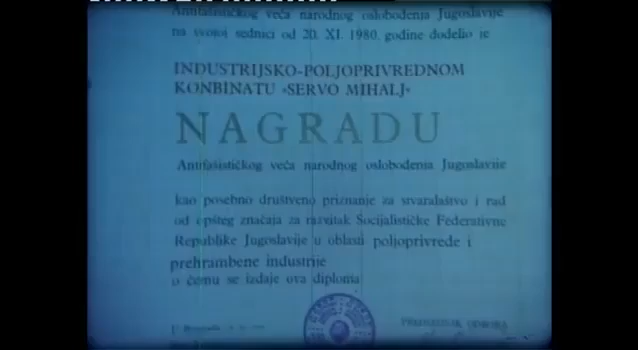 Antifašističkog veća narodnog oslobođenja Jugoslavije
na svojoj sednici od 20. XI. 1980. godine dodelio je
INDUSTRIJSKO-POLJOPRIVREDNOM
KONBINATU »SERVO MIHALJ«
NAGRADU
Antifašističkog veća narodnog oslobođenja Jugoslavije
kao posebno društveno priznanje za stvaralaštvo i rad
od opšteg značaja za razvitak Socijalističke Federativne
Republike Jugoslavije u oblasti poljoprivrede i
prehrambene industrije
o čemu se izdaje ova diploma